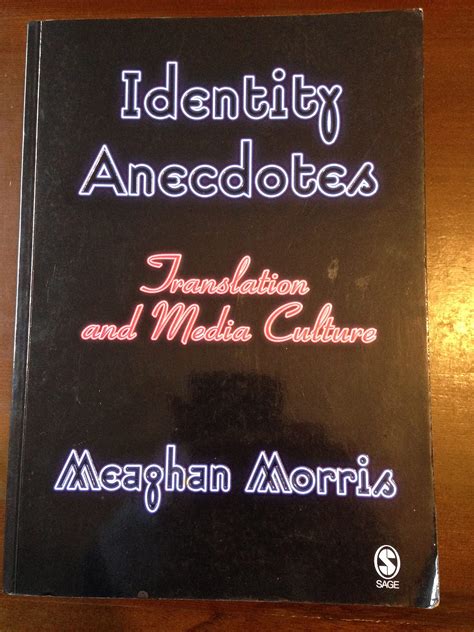 Identity
Anecdotes
Translation
and Media Culture
Meaghan Morris
S
SAGE